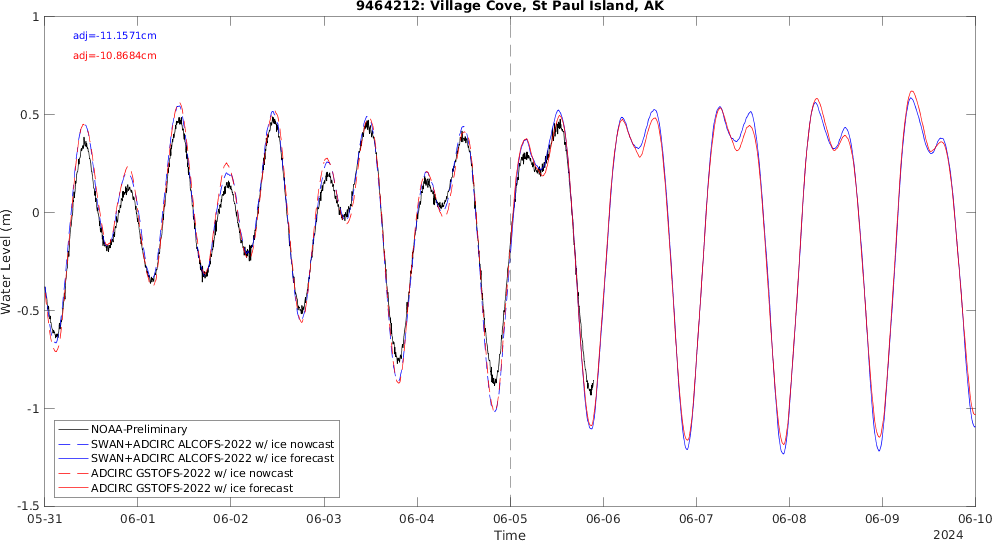 9464212: Village Cove, St Paul Island, AK
adj=-11.1571cm
adj=-10.8684cm
1
0.5
0
-0.5
-1
-1.5
Water Level (m)
NOAA-Preliminary
SWAN+ADCIRC ALCOFS-2022 w/ ice nowcast
SWAN+ADCIRC ALCOFS-2022 w/ ice forecast
ADCIRC GSTOFS-2022 w/ ice nowcast
ADCIRC GSTOFS-2022 w/ ice forecast
05-31 06-01 06-02 06-03 06-04 06-05 06-06 06-07 06-08 06-09 06-10
Time
2024